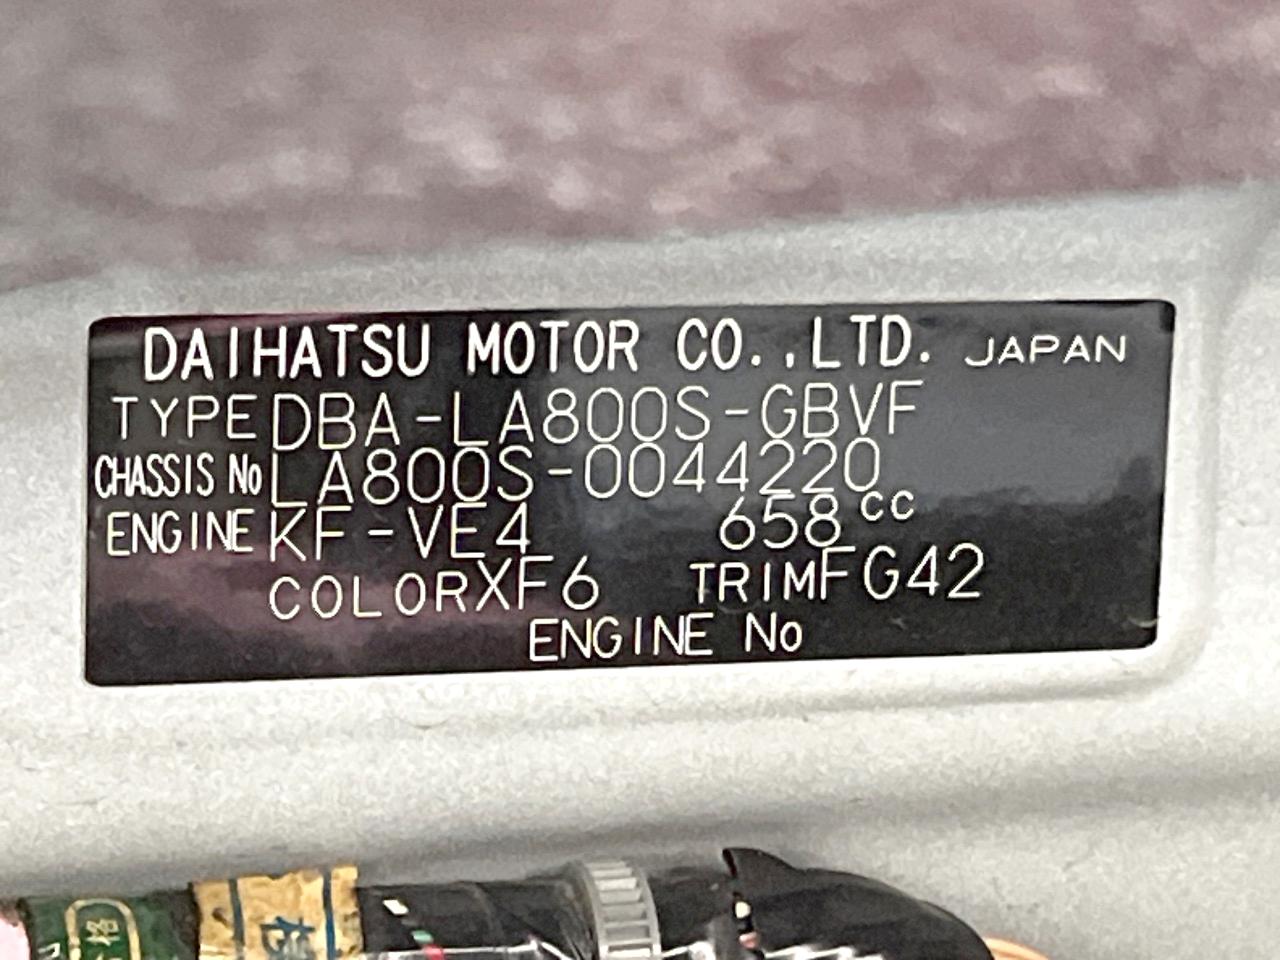 DAIHATSU MOTOR CO.,LTD. JAPAN
TYPE DBA-LA800S-GBVF
CHASSIS No LA800S-0044220
ENGINE KF-VE4 658cc
COLOR XF6 TRIM FG42
ENGINE No